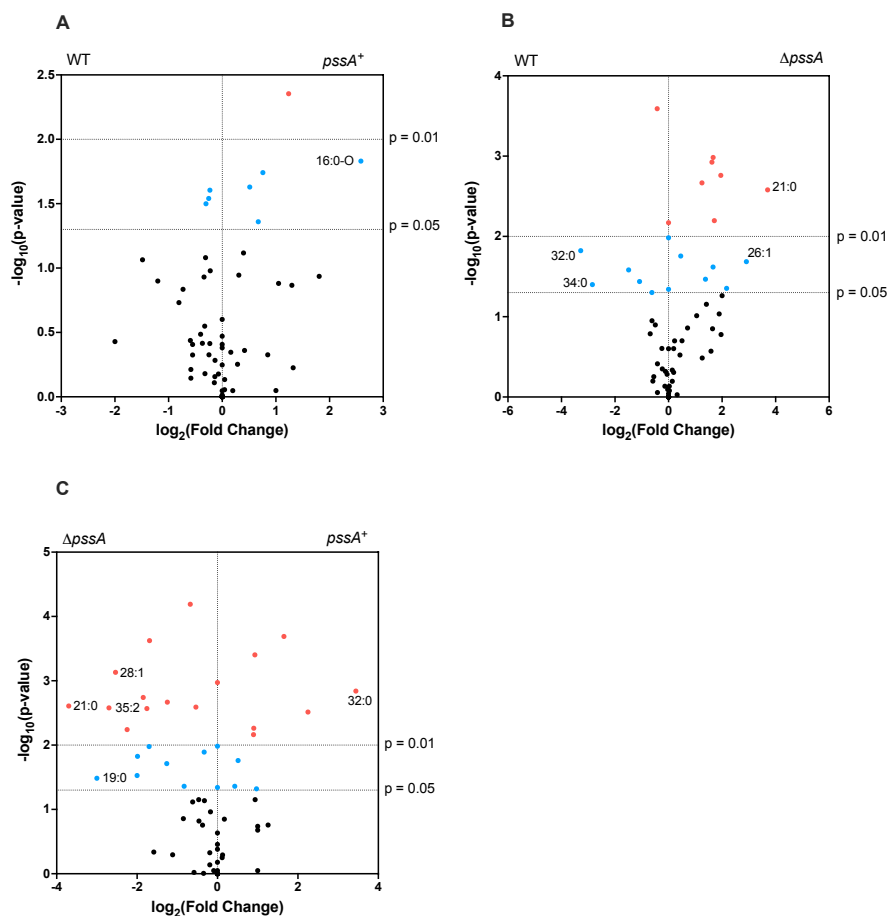 A
WT pssA+
2.5
2.0
1.5
1.0
0.5
0.0
-log10(p-value)
p = 0.01
p = 0.05
16:0-O
-3 -2 -1 0 1 2 3
log2(Fold Change)
B
WT ΔpssA
4
3
2
1
0
-log10(p-value)
21:0
p = 0.01
32:0
26:1
34:0
p = 0.05
-6 -4 -2 0 2 4 6
log2(Fold Change)
C
ΔpssA pssA+
5
4
3
2
1
0
-log10(p-value)
28:1
32:0
21:0
35:2
p = 0.01
19:0
p = 0.05
-4 -2 0 2 4
log2(Fold Change)